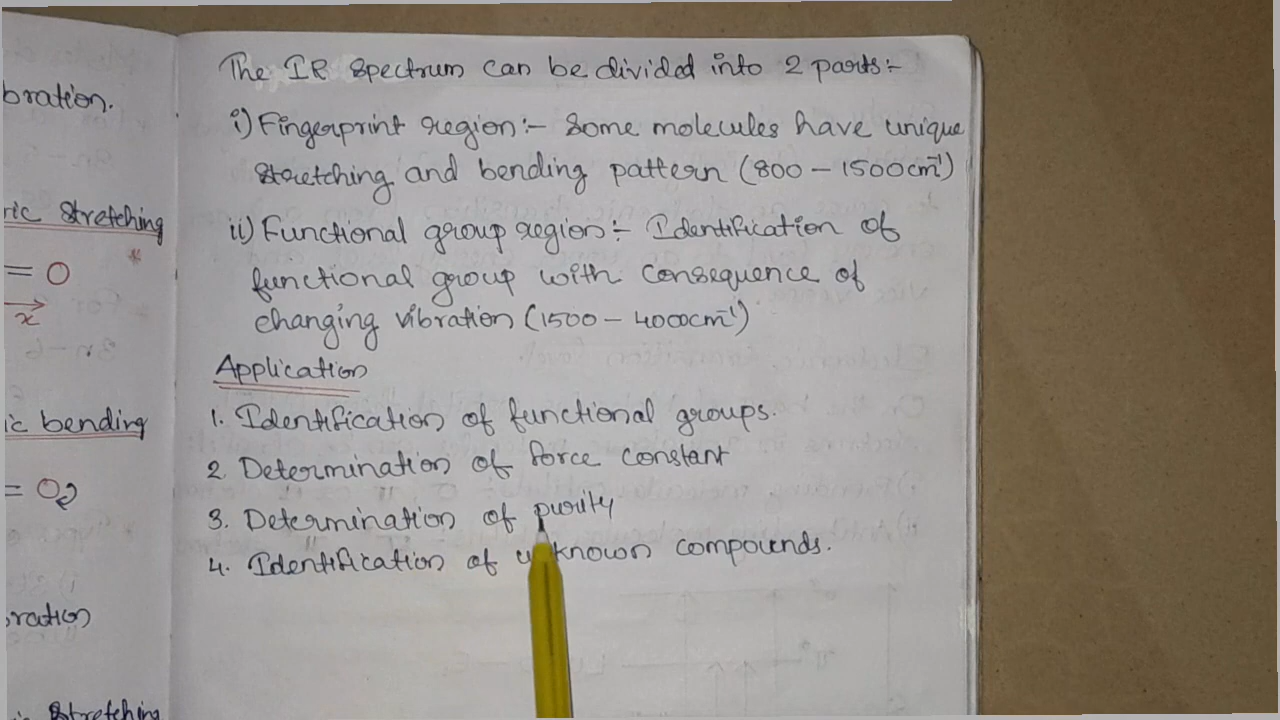 bration.
ric Stretching
= O
x
ic bending
= O2
oration
Stretching
The IR Spectrum can be divided into 2 parts:-
i) Fingerprint region:- Some molecules have unique
stretching and bending pattern (800 - 1500cm⁻¹)
ii) Functional group region:- Identification of
functional group with consequence of
changing vibration (1500 - 4000cm⁻¹)
Application
1. Identification of functional groups.
2. Determination of force constant
3. Determination of purity
4. Identification of unknown compounds.